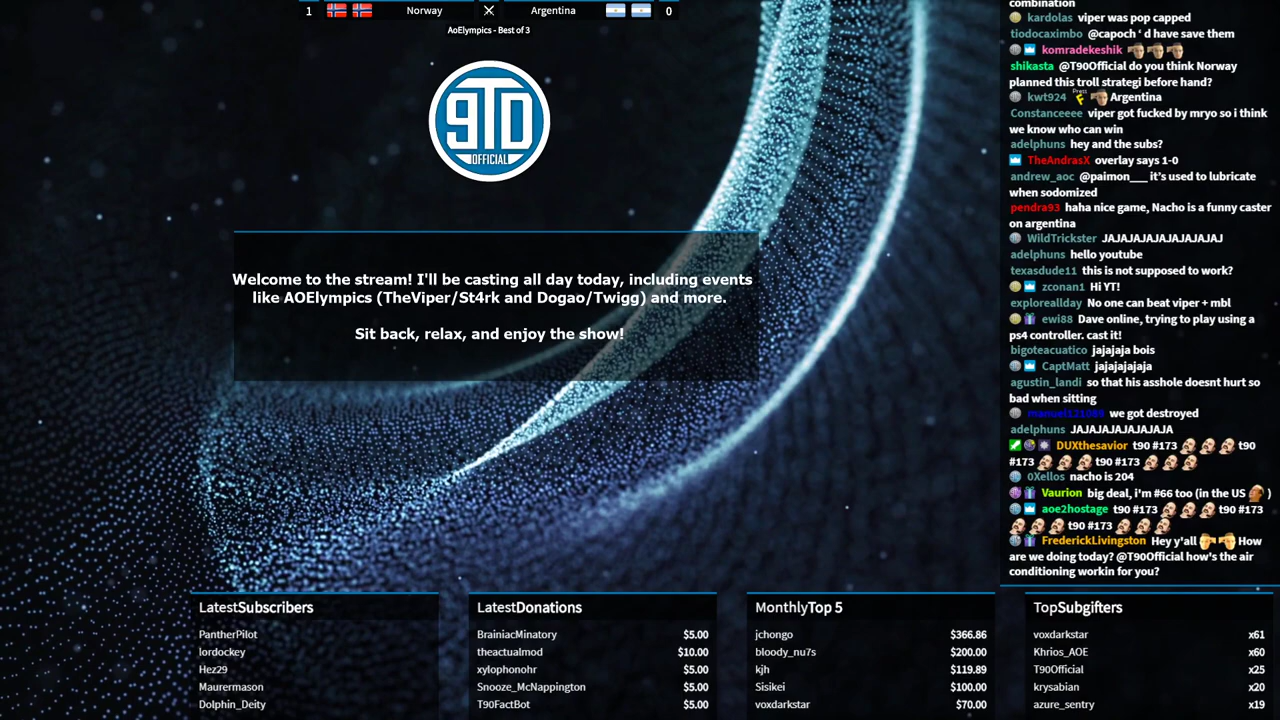 1 Norway Argentina 0
AoElympics - Best of 3
9TD
OFFICIAL
Welcome to the stream! I'll be casting all day today, including events
like AOElympics (TheViper/St4rk and Dogao/Twigg) and more.
Sit back, relax, and enjoy the show!
combination
kardolas viper was pop capped
tiodocaximbo @capoch ‘ d have save them
komradekeshik
shikasta @T90Official do you think Norway
planned this troll strategi before hand?
kwt924 Press F Argentina
Constanceeee viper got fucked by mryo so i think
we know who can win
adelphuns hey and the subs?
TheAndrasX overlay says 1-0
andrew_aoc @paimon___ it’s used to lubricate
when sodomized
pendra93 haha nice game, Nacho is a funny caster
on argentina
WildTrickster JAJAJAJAJAJAJAJAJ
adelphuns hello youtube
texasdude11 this is not supposed to work?
zconan1 Hi YT!
exploreallday No one can beat viper + mbl
ewi88 Dave online, trying to play using a
ps4 controller. cast it!
bigoteacuatico jajajaja bois
CaptMatt jajajajajaja
agustin_landi so that his asshole doesnt hurt so
bad when sitting
manuel121089 we got destroyed
adelphuns JAJAJAJAJAJAJAJA
DUXthesavior t90 #173 t90
#173 t90 #173
0Xellos nacho is 204
Vaurion big deal, i'm #66 too (in the US )
aoe2hostage t90 #173 t90 #173
t90 #173
FrederickLivingston Hey y'all How
are we doing today? @T90Official how's the air
conditioning workin for you?
LatestSubscribers
PantherPilot
lordockey
Hez29
Maurermason
Dolphin_Deity
LatestDonations
BrainiacMinatory $5.00
theactualmod $10.00
xylophonohr $5.00
Snooze_McNappington $5.00
T90FactBot $5.00
MonthlyTop 5
jchongo $366.86
bloody_nu7s $200.00
kjh $119.89
Sisikei $100.00
voxdarkstar $70.00
TopSubgifters
voxdarkstar x61
Khrios_AOE x60
T90Official x25
krysabian x20
azure_sentry x19